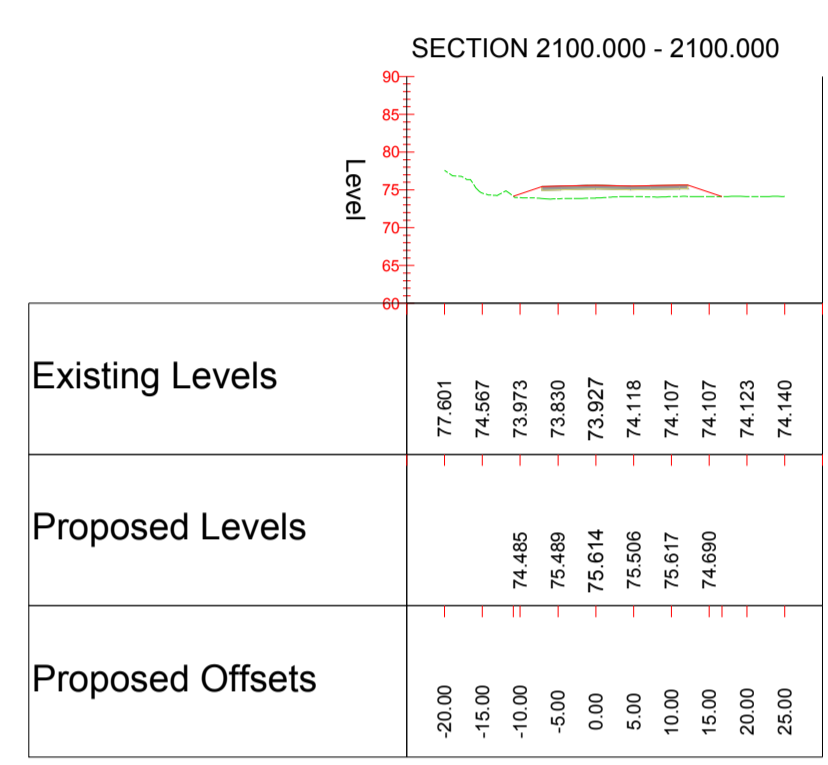 SECTION 2100.000 - 2100.000
90
85
80
75
70
65
60
Level
Existing Levels
77.601 74.567 73.973 73.830 73.927 74.118 74.107 74.107 74.123 74.140
Proposed Levels
74.485 75.489 75.614 75.506 75.617 74.690
Proposed Offsets
-20.00 -15.00 -10.00 -5.00 0.00 5.00 10.00 15.00 20.00 25.00